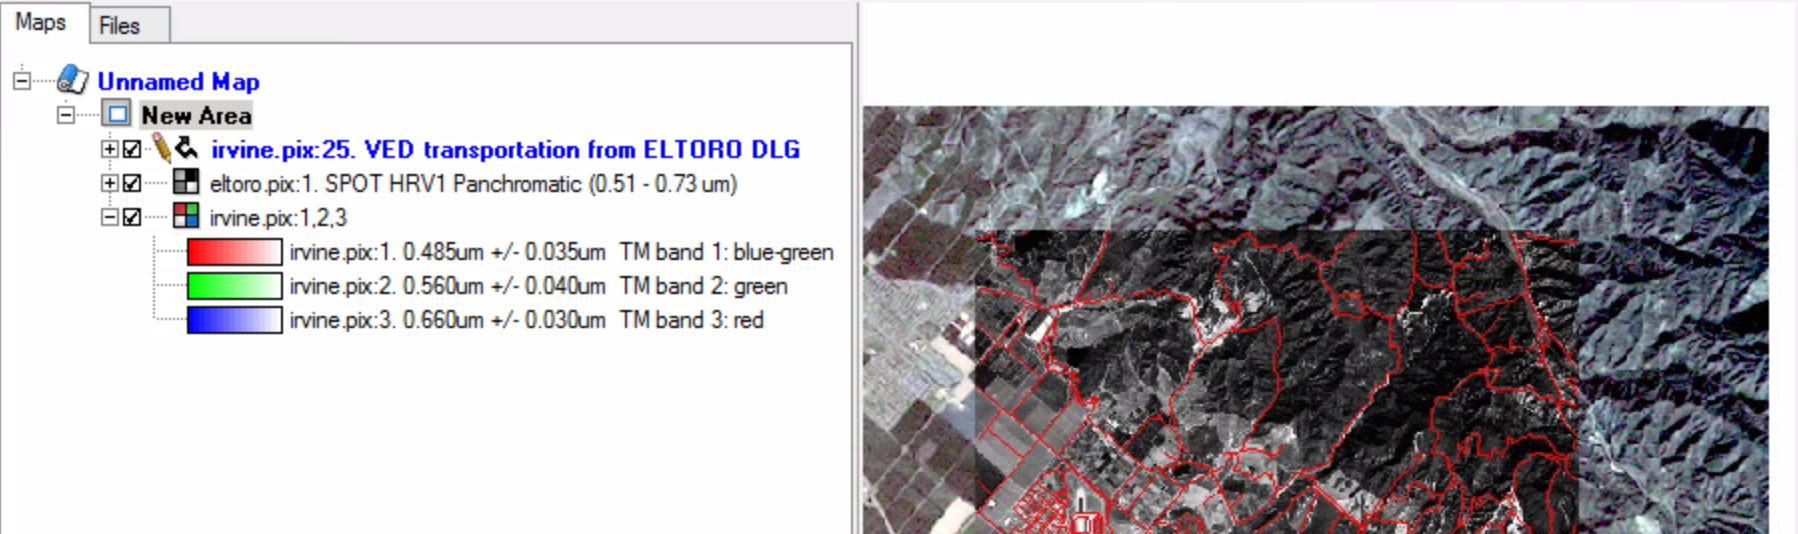 Maps Files
Unnamed Map
New Area
irvine.pix:25. VED transportation from ELTORO DLG
eltoro.pix:1. SPOT HRV1 Panchromatic (0.51 - 0.73 um)
irvine.pix:1,2,3
irvine.pix:1. 0.485um +/- 0.035um TM band 1: blue-green
irvine.pix:2. 0.560um +/- 0.040um TM band 2: green
irvine.pix:3. 0.660um +/- 0.030um TM band 3: red